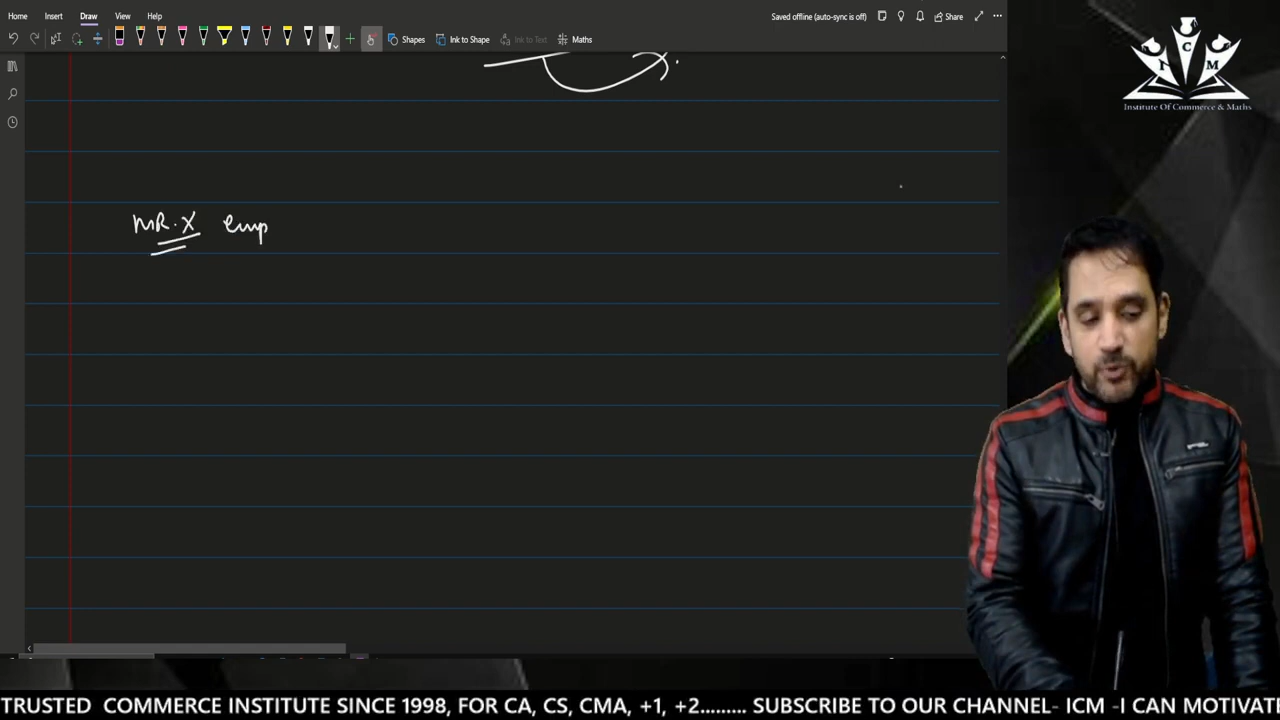 Home Insert Draw View Help
Saved offline (auto-sync is off) Share
Shapes Ink to Shape Ink to Text Maths
I C M
Institute Of Commerce & Maths
MR. X emp
TRUSTED COMMERCE INSTITUTE SINCE 1998, FOR CA, CS, CMA, +1, +2......... SUBSCRIBE TO OUR CHANNEL- ICM -I CAN MOTIVATE